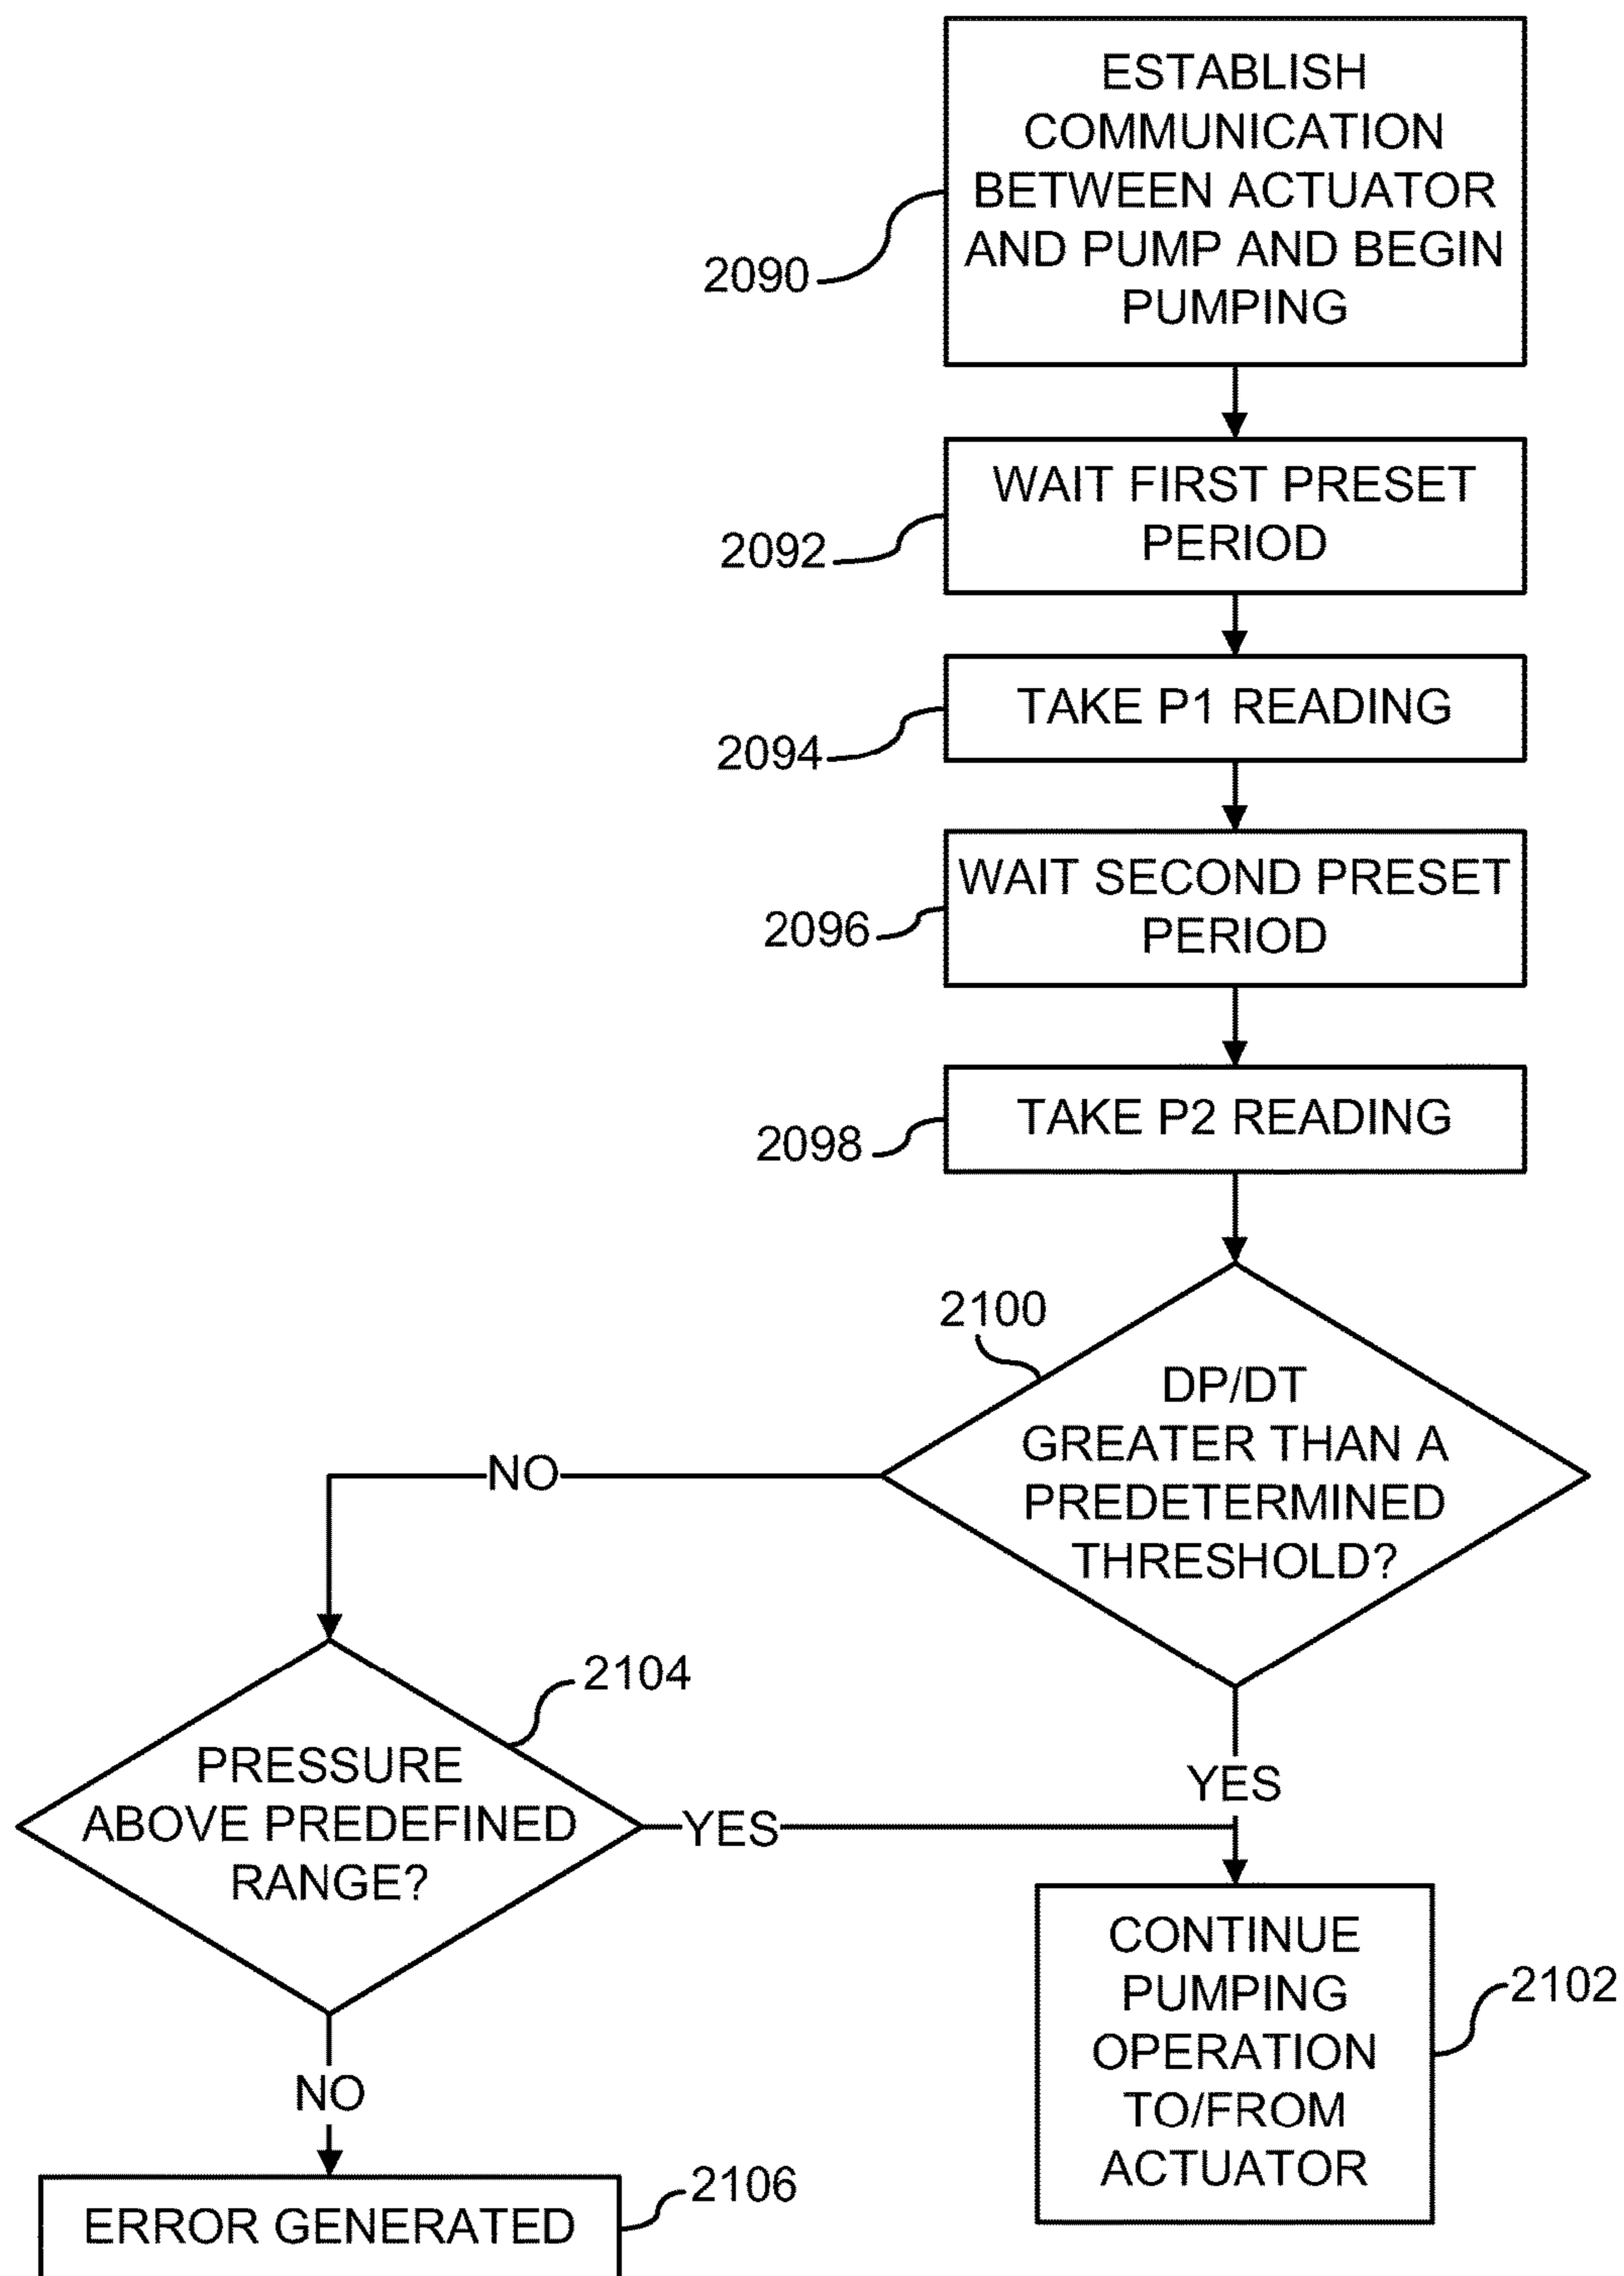 ESTABLISH
COMMUNICATION
BETWEEN ACTUATOR
AND PUMP AND BEGIN
PUMPING
2090
WAIT FIRST PRESET
PERIOD
2092
TAKE P1 READING
2094
WAIT SECOND PRESET
PERIOD
2096
TAKE P2 READING
2098
2100
DP/DT
GREATER THAN A
PREDETERMINED
THRESHOLD?
NO
YES
2104
PRESSURE
ABOVE PREDEFINED
RANGE?
YES
NO
CONTINUE
PUMPING
OPERATION
TO/FROM
ACTUATOR
2102
ERROR GENERATED
2106